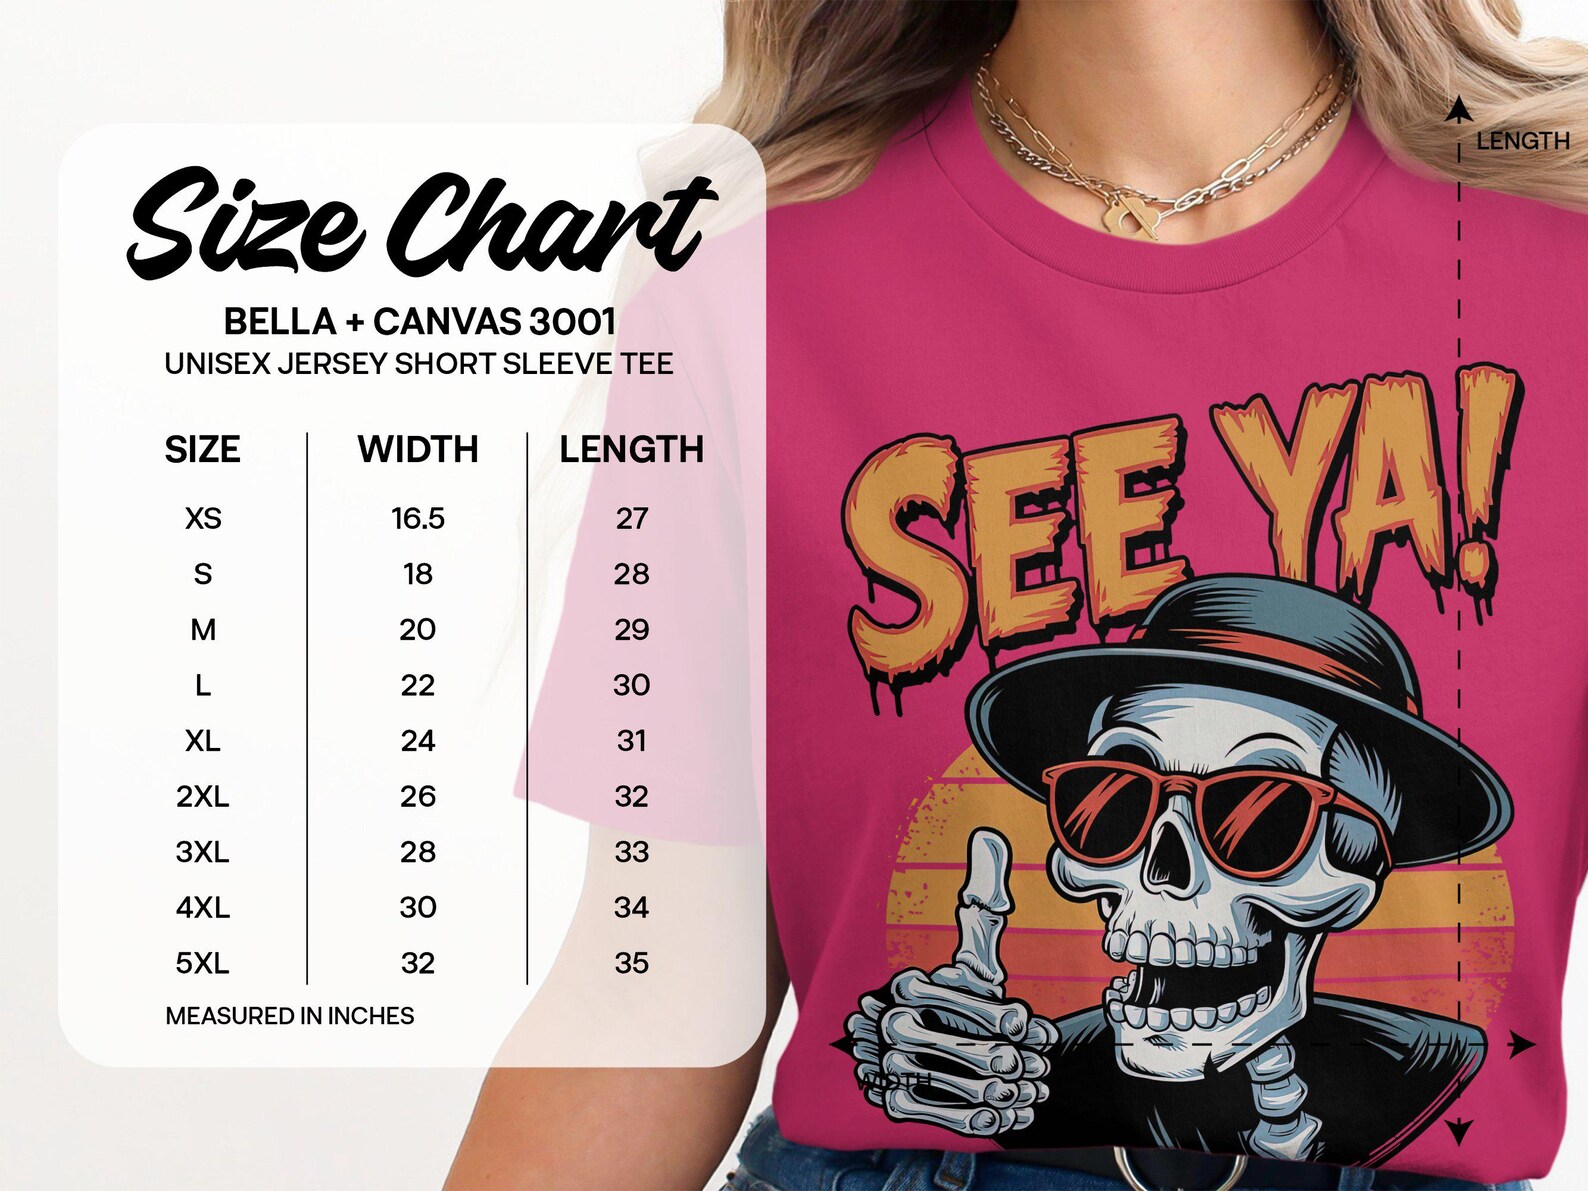 Size Chart
BELLA + CANVAS 3001
UNISEX JERSEY SHORT SLEEVE TEE
SIZE WIDTH LENGTH
XS 16.5 27
S 18 28
M 20 29
L 22 30
XL 24 31
2XL 26 32
3XL 28 33
4XL 30 34
5XL 32 35
MEASURED IN INCHES
LENGTH
SEE YA!
WIDTH